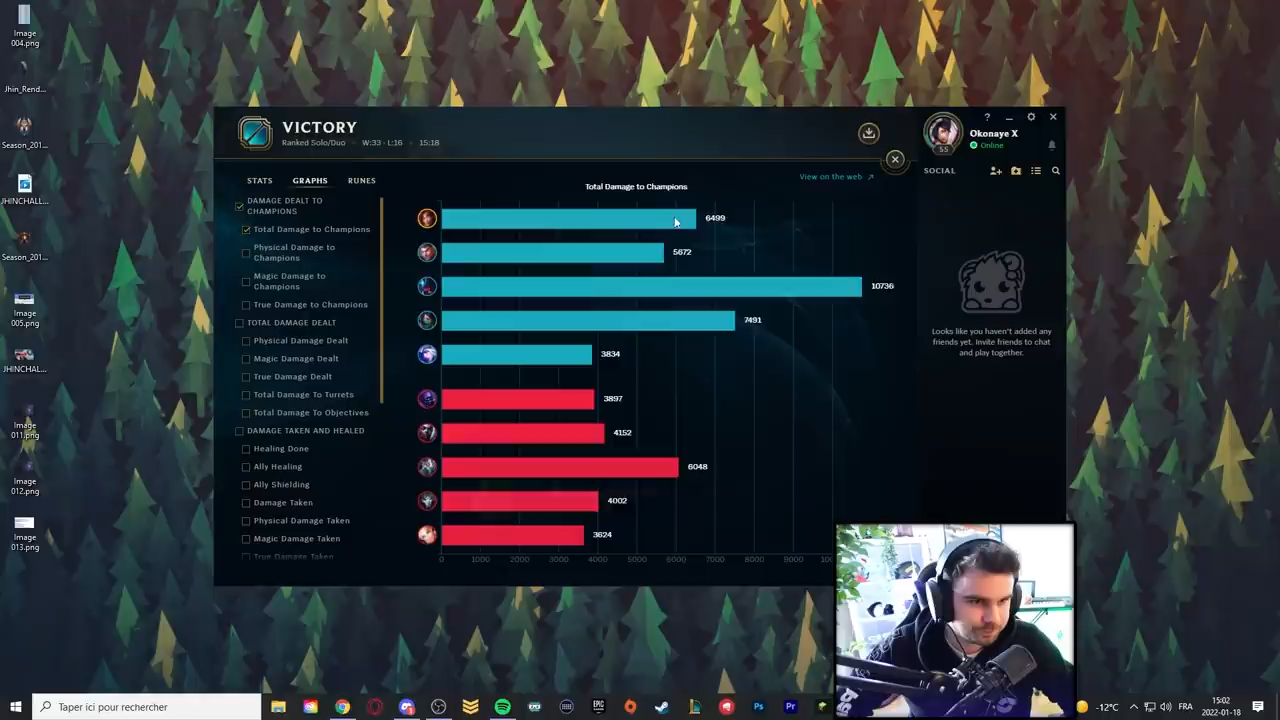 Image
004.png
Jhin_Rend...
Season_201...
JHINCHALL...
Season_201...
Image
005.png
JHINCHAL...
Image
011.png
Image
012.png
VICTORY
Ranked Solo/Duo • W:33 - L:16 • 15:18
?
55
Okonaye X
Online
SOCIAL
Looks like you haven't added any
friends yet. Invite friends to chat
and play together.
STATS GRAPHS RUNES
View on the web
DAMAGE DEALT TO
CHAMPIONS
Total Damage to Champions
Physical Damage to
Champions
Magic Damage to
Champions
True Damage to Champions
TOTAL DAMAGE DEALT
Physical Damage Dealt
Magic Damage Dealt
True Damage Dealt
Total Damage To Turrets
Total Damage To Objectives
DAMAGE TAKEN AND HEALED
Healing Done
Ally Healing
Ally Shielding
Damage Taken
Physical Damage Taken
Magic Damage Taken
True Damage Taken
Total Damage to Champions
6499
5672
10736
7491
3834
3897
4152
6048
4002
3624
0 1000 2000 3000 4000 5000 6000 7000 8000 9000
Taper ici pour rechercher
EPIC
Ps
Pr
-12°C
FRA
15:02
2022-01-18